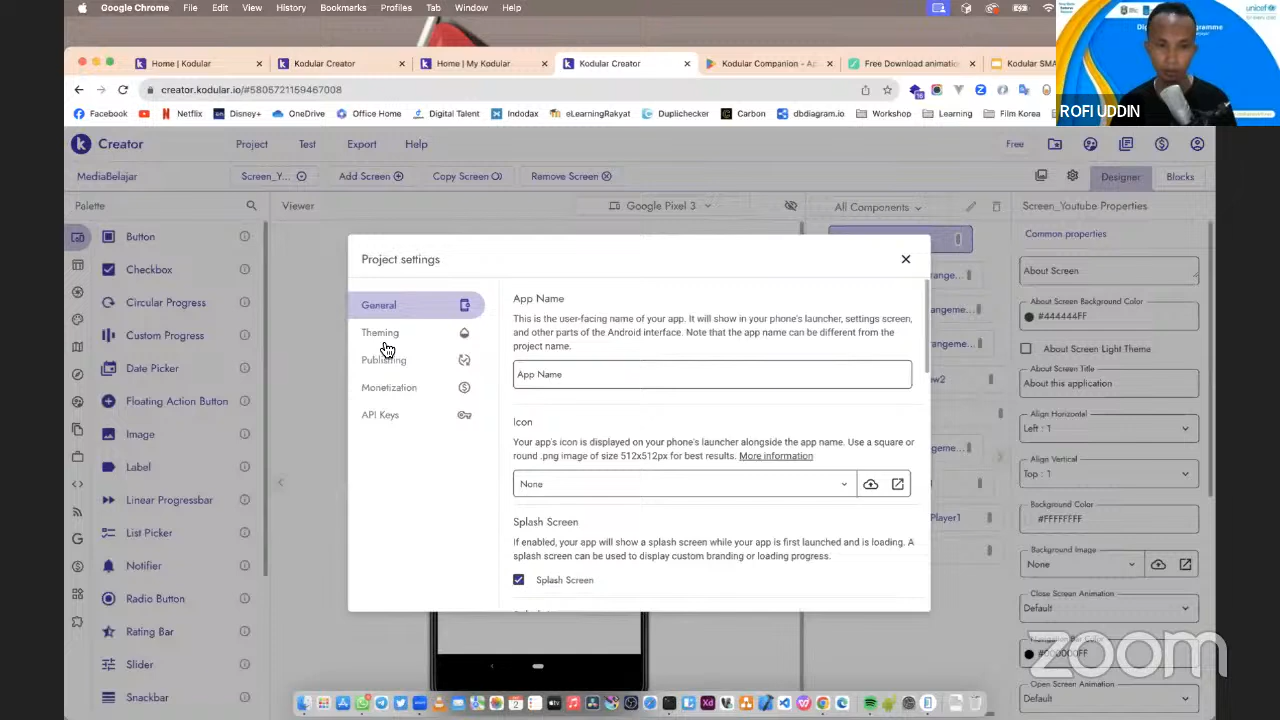 Google Chrome File Edit View History Bookmarks Profiles Tab Window Help
Home | Kodular
Kodular Creator
Home | My Kodular
Kodular Creator
Kodular Companion - Ap
Free Download animatio
Kodular SMA
creator.kodular.io/#5805721159467008
Facebook Netflix Disney+ OneDrive Office Home Digital Talent Indodax eLearningRakyat Duplichecker Carbon dbdiagram.io Workshop Learning Film Korea
unicef
ROFI UDDIN
Creator Project Test Export Help Free
MediaBelajar Screen_Y... Add Screen Copy Screen Remove Screen Designer Blocks
Palette Viewer Google Pixel 3 All Components Screen_Youtube Properties
Button
Checkbox
Circular Progress
Custom Progress
Date Picker
Floating Action Button
Image
Label
Linear Progressbar
List Picker
Notifier
Radio Button
Rating Bar
Slider
Snackbar
Project settings
General
Theming
Publishing
Monetization
API Keys
App Name
This is the user-facing name of your app. It will show in your phone's launcher, settings screen,
and other parts of the Android interface. Note that the app name can be different from the
project name.
App Name
Icon
Your app's icon is displayed on your phone's launcher alongside the app name. Use a square or
round .png image of size 512x512px for best results. More information
None
Splash Screen
If enabled, your app will show a splash screen while your app is first launched and is loading. A
splash screen can be used to display custom branding or loading progress.
Splash Screen
Common properties
About Screen
About Screen Background Color
#444444FF
About Screen Light Theme
About Screen Title
About this application
Align Horizontal
Left : 1
Align Vertical
Top : 1
Background Color
#FFFFFFFF
Background Image
None
Close Screen Animation
Default
Navigation Bar Color
#000000FF
Open Screen Animation
Default
zoom